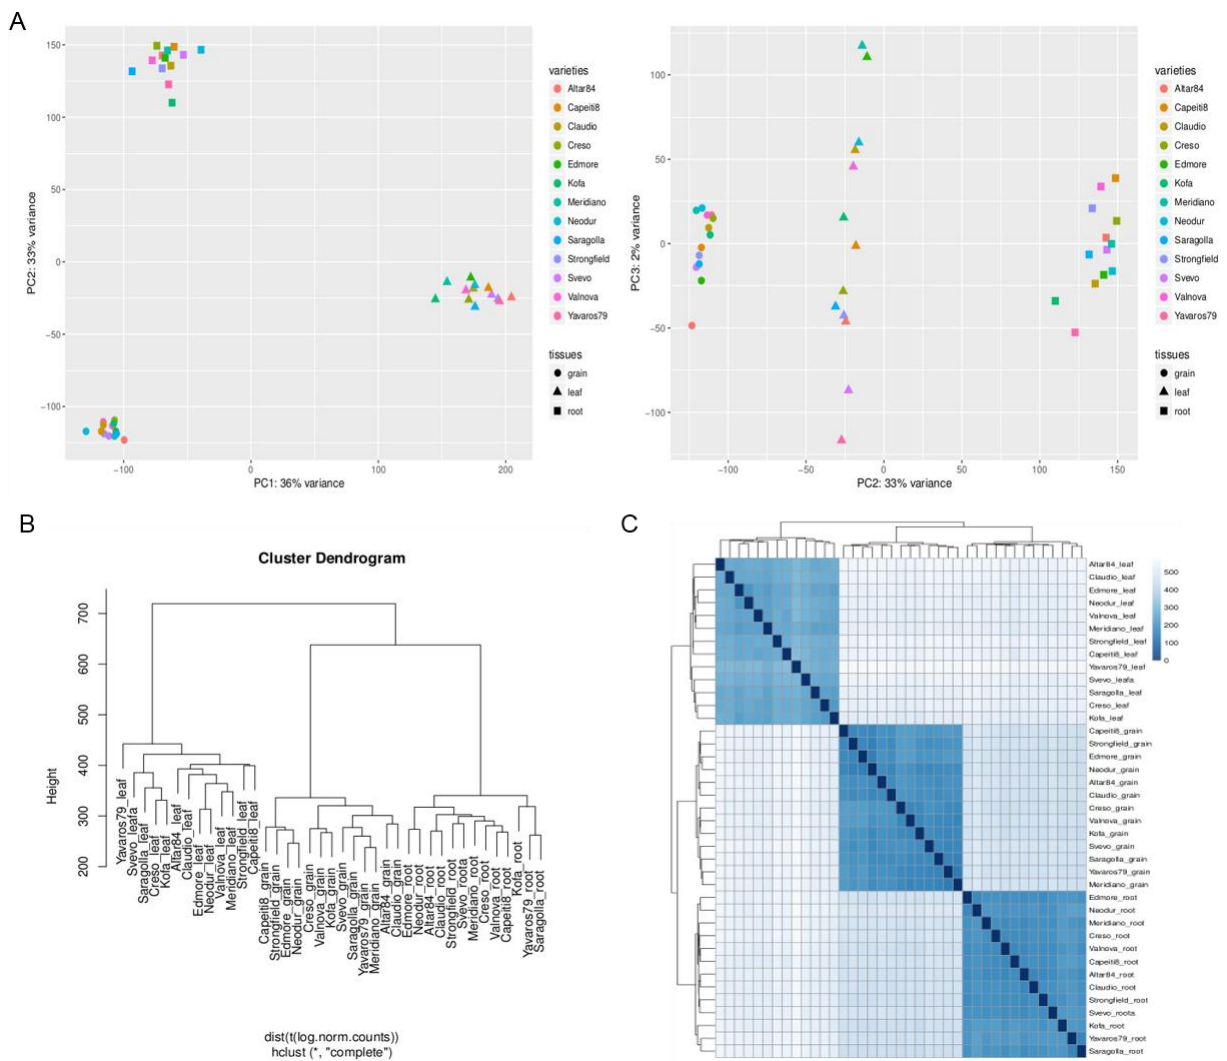 A
150
100
50
0
−50
−100
−100
0
100
200
PC2: 33% variance
PC1: 36% variance
varieties
Altar84
Capeiti8
Claudio
Creso
Edmore
Kofa
Meridiano
Neodur
Saragolla
Strongfield
Svevo
Valnova
Yavaros79
tissues
grain
leaf
root
100
50
0
−50
−100
−100
−50
0
50
100
150
PC3: 2% variance
PC2: 33% variance
varieties
Altar84
Capeiti8
Claudio
Creso
Edmore
Kofa
Meridiano
Neodur
Saragolla
Strongfield
Svevo
Valnova
Yavaros79
tissues
grain
leaf
root
B
Cluster Dendrogram
Height
700
600
500
400
300
200
Yavaros79_leaf
Svevo_leafa
Saragolla_leaf
Creso_leaf
Kofa_leaf
Altar84_leaf
Claudio_leaf
Edmore_leaf
Neodur_leaf
Valnova_leaf
Meridiano_leaf
Strongfield_leaf
Capeiti8_leaf
Capeiti8_grain
Strongfield_grain
Edmore_grain
Neodur_grain
Creso_grain
Valnova_grain
Kofa_grain
Svevo_grain
Saragolla_grain
Yavaros79_grain
Meridiano_grain
Altar84_grain
Claudio_grain
Edmore_root
Neodur_root
Altar84_root
Claudio_root
Strongfield_root
Svevo_roota
Meridiano_root
Creso_root
Valnova_root
Capeiti8_root
Kofa_root
Yavaros79_root
Saragolla_root
dist(t(log.norm.counts))
hclust (*, "complete")
C
Altar84_leaf
Claudio_leaf
Edmore_leaf
Neodur_leaf
Valnova_leaf
Meridiano_leaf
Strongfield_leaf
Capeiti8_leaf
Yavaros79_leaf
Svevo_leafa
Saragolla_leaf
Creso_leaf
Kofa_leaf
Capeiti8_grain
Strongfield_grain
Edmore_grain
Neodur_grain
Altar84_grain
Claudio_grain
Creso_grain
Valnova_grain
Kofa_grain
Svevo_grain
Saragolla_grain
Yavaros79_grain
Meridiano_grain
Edmore_root
Neodur_root
Meridiano_root
Creso_root
Valnova_root
Capeiti8_root
Altar84_root
Claudio_root
Strongfield_root
Svevo_roota
Kofa_root
Yavaros79_root
Saragolla_root
500
400
300
200
100
0